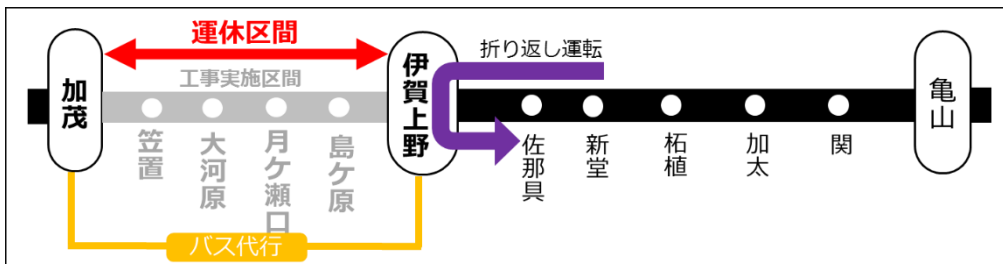 運休区間
折り返し運転
工事実施区間
加茂
笠置
大河原
月ケ瀬口
島ケ原
伊賀上野
佐那具
新堂
柘植
加太
関
亀山
バス代行